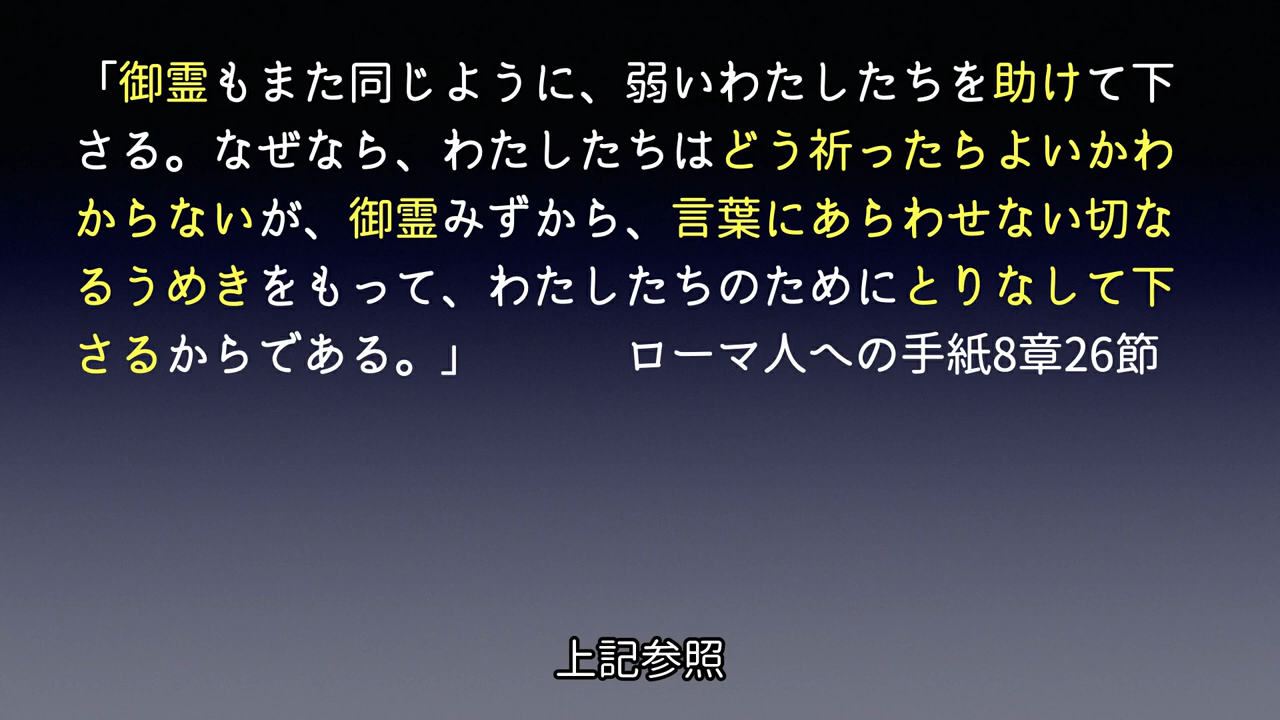 「御霊もまた同じように、弱いわたしたちを助けて下
さる。なぜなら、わたしたちはどう祈ったらよいかわ
からないが、御霊みずから、言葉にあらわせない切な
るうめきをもって、わたしたちのためにとりなして下
さるからである。」 ローマ人への手紙8章26節
上記参照